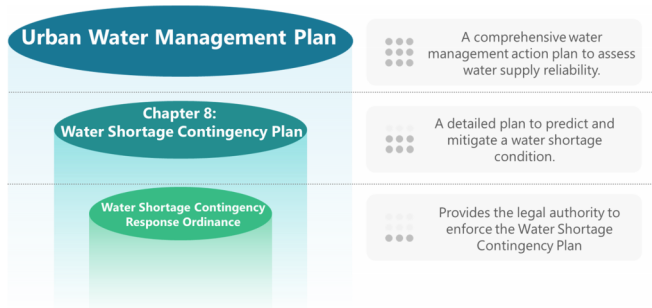 Urban Water Management Plan
A comprehensive water
management action plan to assess
water supply reliability.
Chapter 8:
Water Shortage Contingency Plan
A detailed plan to predict and
mitigate a water shortage
condition.
Water Shortage Contingency
Response Ordinance
Provides the legal authority to
enforce the Water Shortage
Contingency Plan